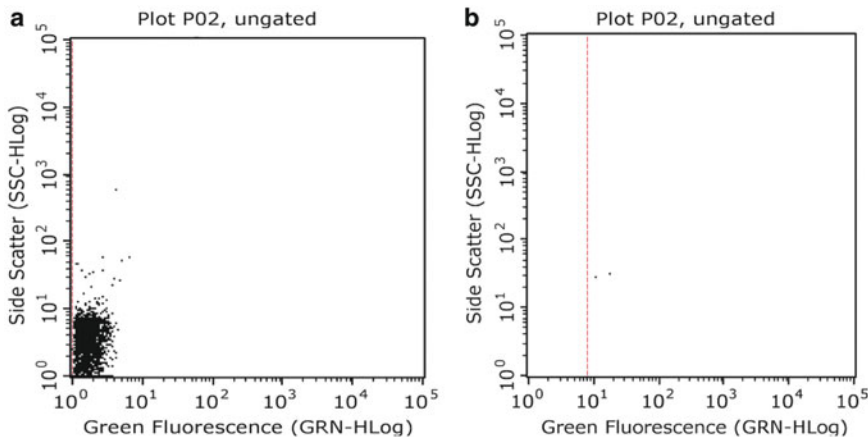 a
Plot P02, ungated
Side Scatter (SSC-HLog)
10^5
10^4
10^3
10^2
10^1
10^0
10^0 10^1 10^2 10^3 10^4 10^5
Green Fluorescence (GRN-HLog)
b
Plot P02, ungated
Side Scatter (SSC-HLog)
10^5
10^4
10^3
10^2
10^1
10^0
10^0 10^1 10^2 10^3 10^4 10^5
Green Fluorescence (GRN-HLog)